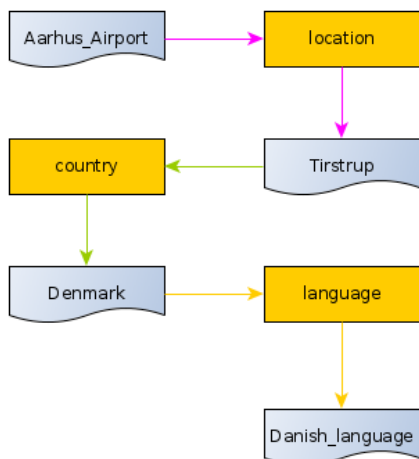 Aarhus_Airport
location
Tirstrup
country
Denmark
language
Danish_language